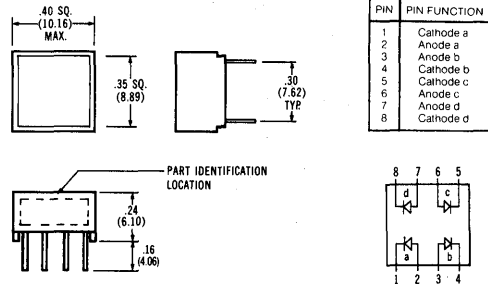 .40 SQ.
(10.16)
MAX.
.35 SQ.
(8.89)
.30
(7.62)
TYP.
PIN PIN FUNCTION
1 Cathode a
2 Anode a
3 Anode b
4 Cathode b
5 Cathode c
6 Anode c
7 Anode d
8 Cathode d
PART IDENTIFICATION
LOCATION
.24
(6.10)
.16
(4.06)
8 7 6 5
d c
a b
1 2 3 4